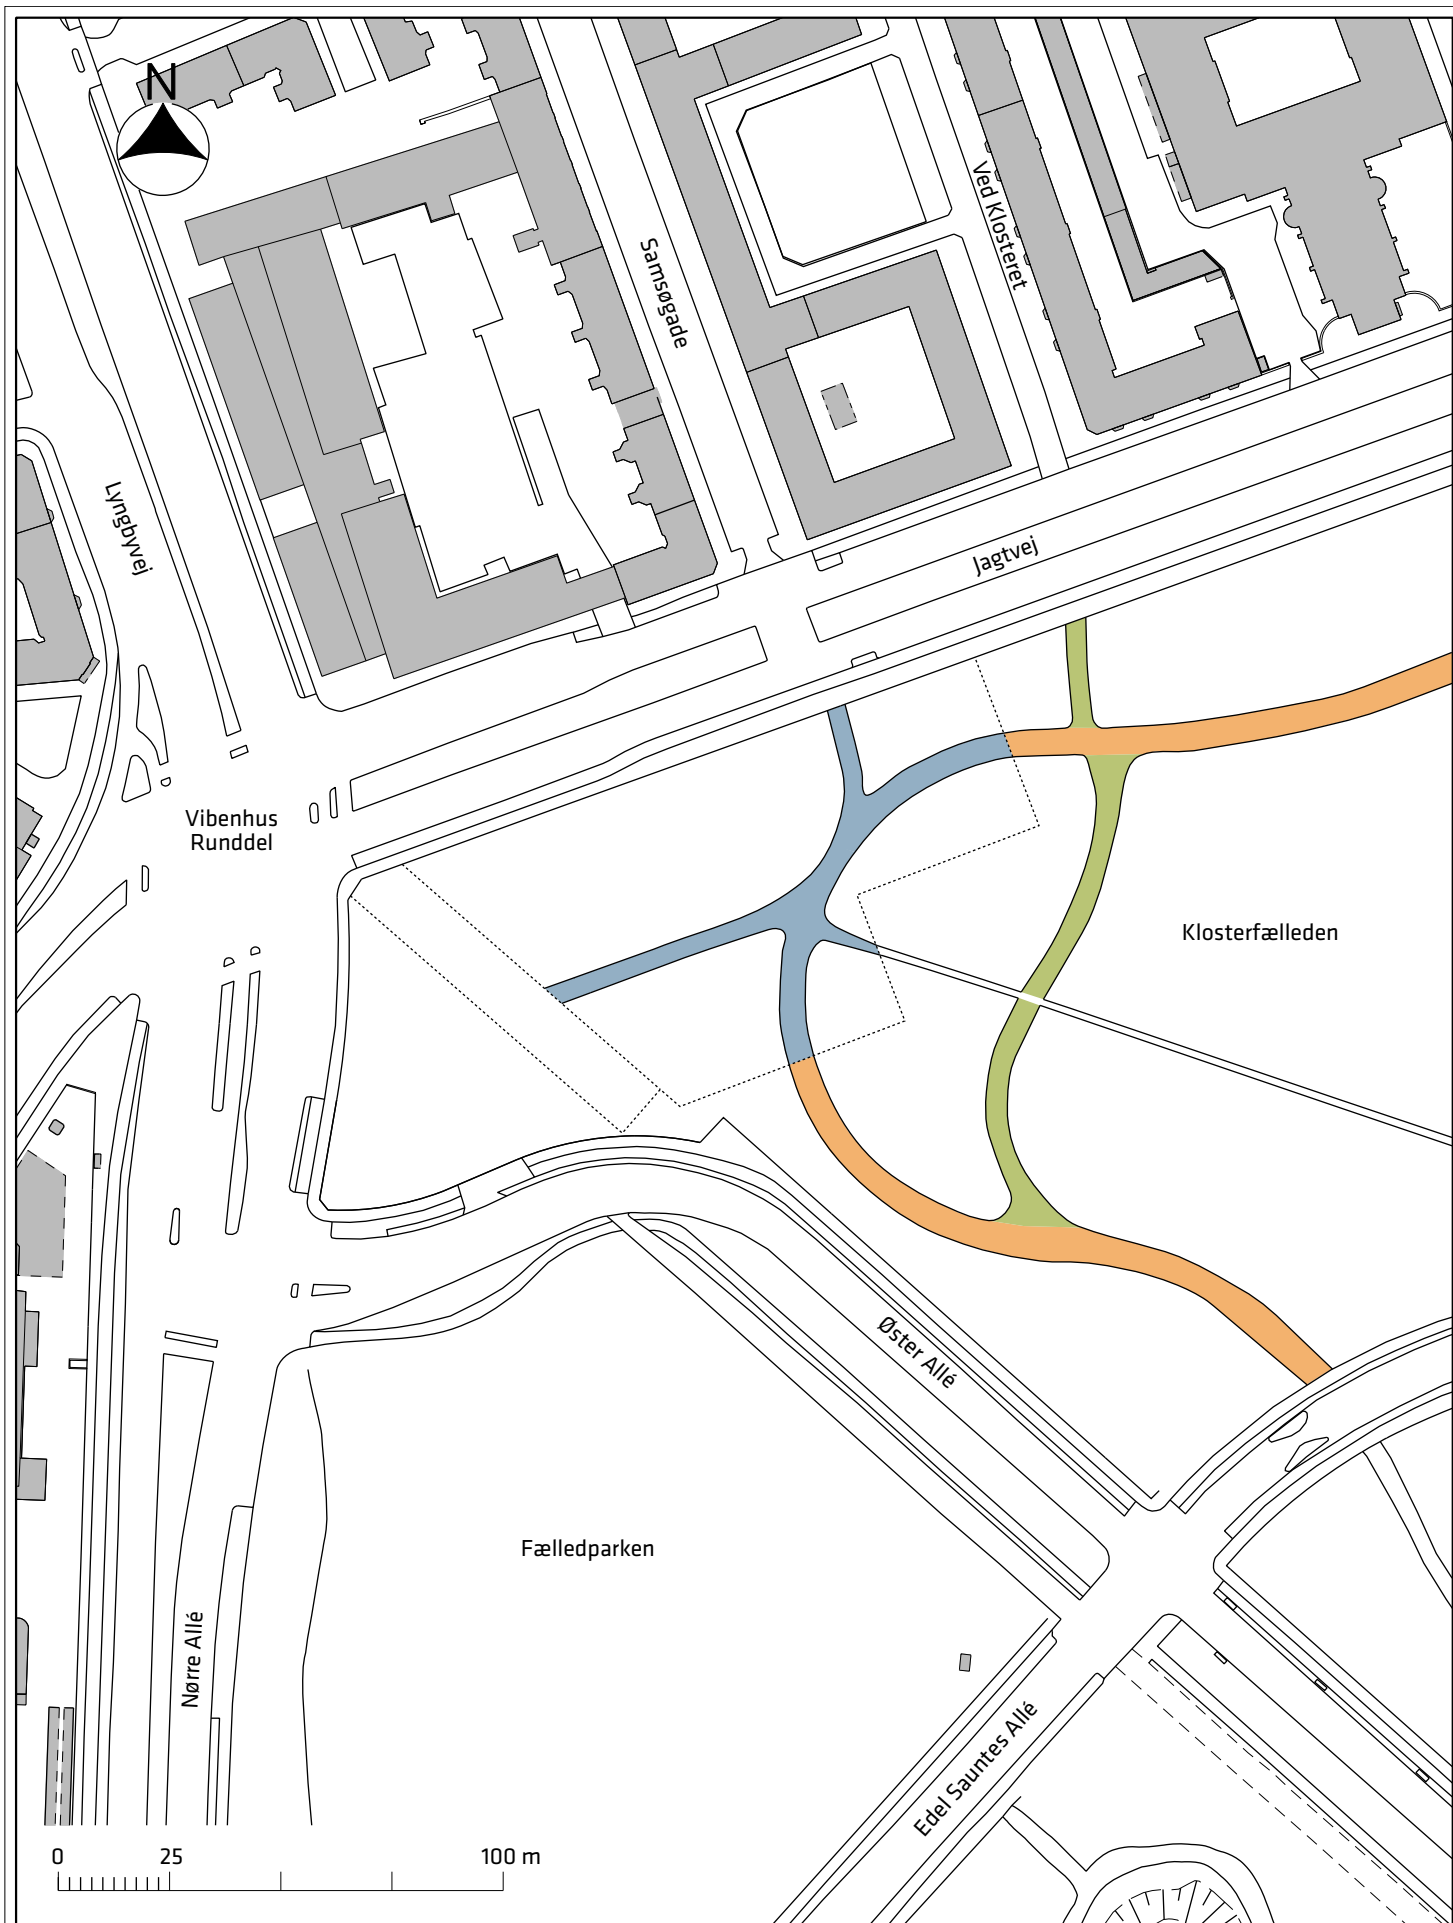 N
Samsøgade
Ved Klosteret
Lyngbyvej
Jagtvej
Vibenhus
Runddel
Klosterfælleden
Øster Allé
Fælledparken
Nørre Allé
Edel Sauntes Allé
0 25 100 m